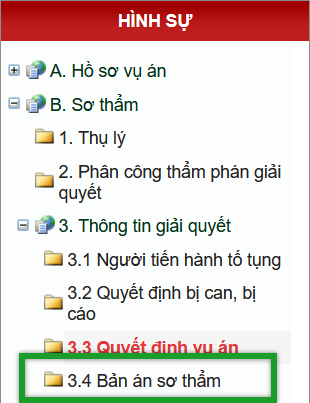 HÌNH SỰ
A. Hồ sơ vụ án
B. Sơ thẩm
1. Thụ lý
2. Phân công thẩm phán giải
quyết
3. Thông tin giải quyết
3.1 Người tiến hành tố tụng
3.2 Quyết định bị can, bị
cáo
3.3 Quyết định vụ án
3.4 Bản án sơ thẩm